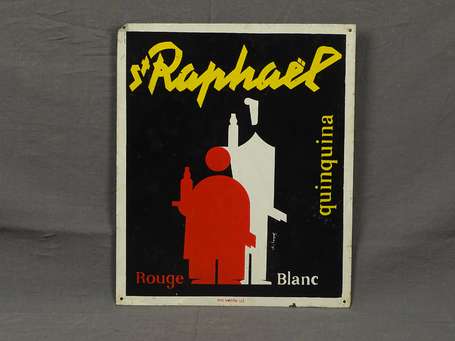 St Raphaël
quinquina
Rouge
Blanc